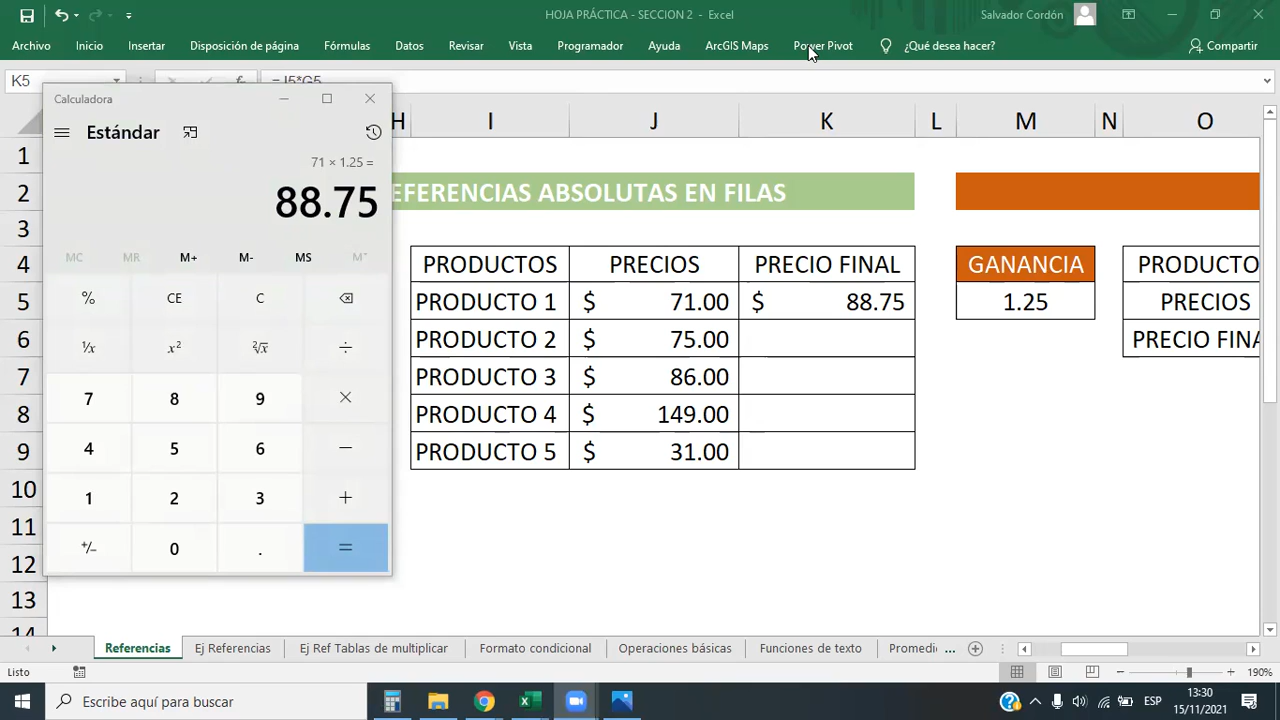 HOJA PRÁCTICA - SECCION 2 - Excel
Salvador Cordón
Archivo Inicio Insertar Disposición de página Fórmulas Datos Revisar Vista Programador Ayuda ArcGIS Maps Power Pivot ¿Qué desea hacer? Compartir
K5 =J5*G5
Calculadora
Estándar
71 × 1.25 =
88.75
MC MR M+ M- MS M
% CE C
¹/x x² ²√x ÷
7 8 9 ×
4 5 6 −
1 2 3 +
+/− 0 . =
H I J K L M N O
1
2 EFERENCIAS ABSOLUTAS EN FILAS
3
4 PRODUCTOS PRECIOS PRECIO FINAL GANANCIA PRODUCTO
5 PRODUCTO 1 $ 71.00 $ 88.75 1.25 PRECIOS
6 PRODUCTO 2 $ 75.00 PRECIO FINA
7 PRODUCTO 3 $ 86.00
8 PRODUCTO 4 $ 149.00
9 PRODUCTO 5 $ 31.00
10
11
12
13
14
Referencias Ej Referencias Ej Ref Tablas de multiplicar Formato condicional Operaciones básicas Funciones de texto Promedi ...
Listo 190%
Escribe aquí para buscar ESP 13:30
15/11/2021